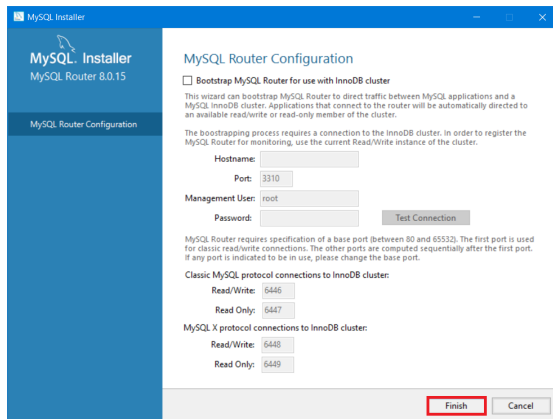 MySQL Installer
MySQL. Installer
MySQL Router 8.0.15
MySQL Router Configuration
MySQL Router Configuration
Bootstrap MySQL Router for use with InnoDB cluster
This wizard can bootstrap MySQL Router to direct traffic between MySQL applications and a
MySQL InnoDB cluster. Applications that connect to the router will be automatically directed to
an available read/write or read-only member of the cluster.
The boostrapping process requires a connection to the InnoDB cluster. In order to register the
MySQL Router for monitoring, use the current Read/Write instance of the cluster.
Hostname:
Port: 3310
Management User: root
Password: Test Connection
MySQL Router requires specification of a base port (between 80 and 65532). The first port is used
for classic read/write connections. The other ports are computed sequentially after the first port.
If any port is indicated to be in use, please change the base port.
Classic MySQL protocol connections to InnoDB cluster:
Read/Write: 6446
Read Only: 6447
MySQL X protocol connections to InnoDB cluster:
Read/Write: 6448
Read Only: 6449
Finish Cancel